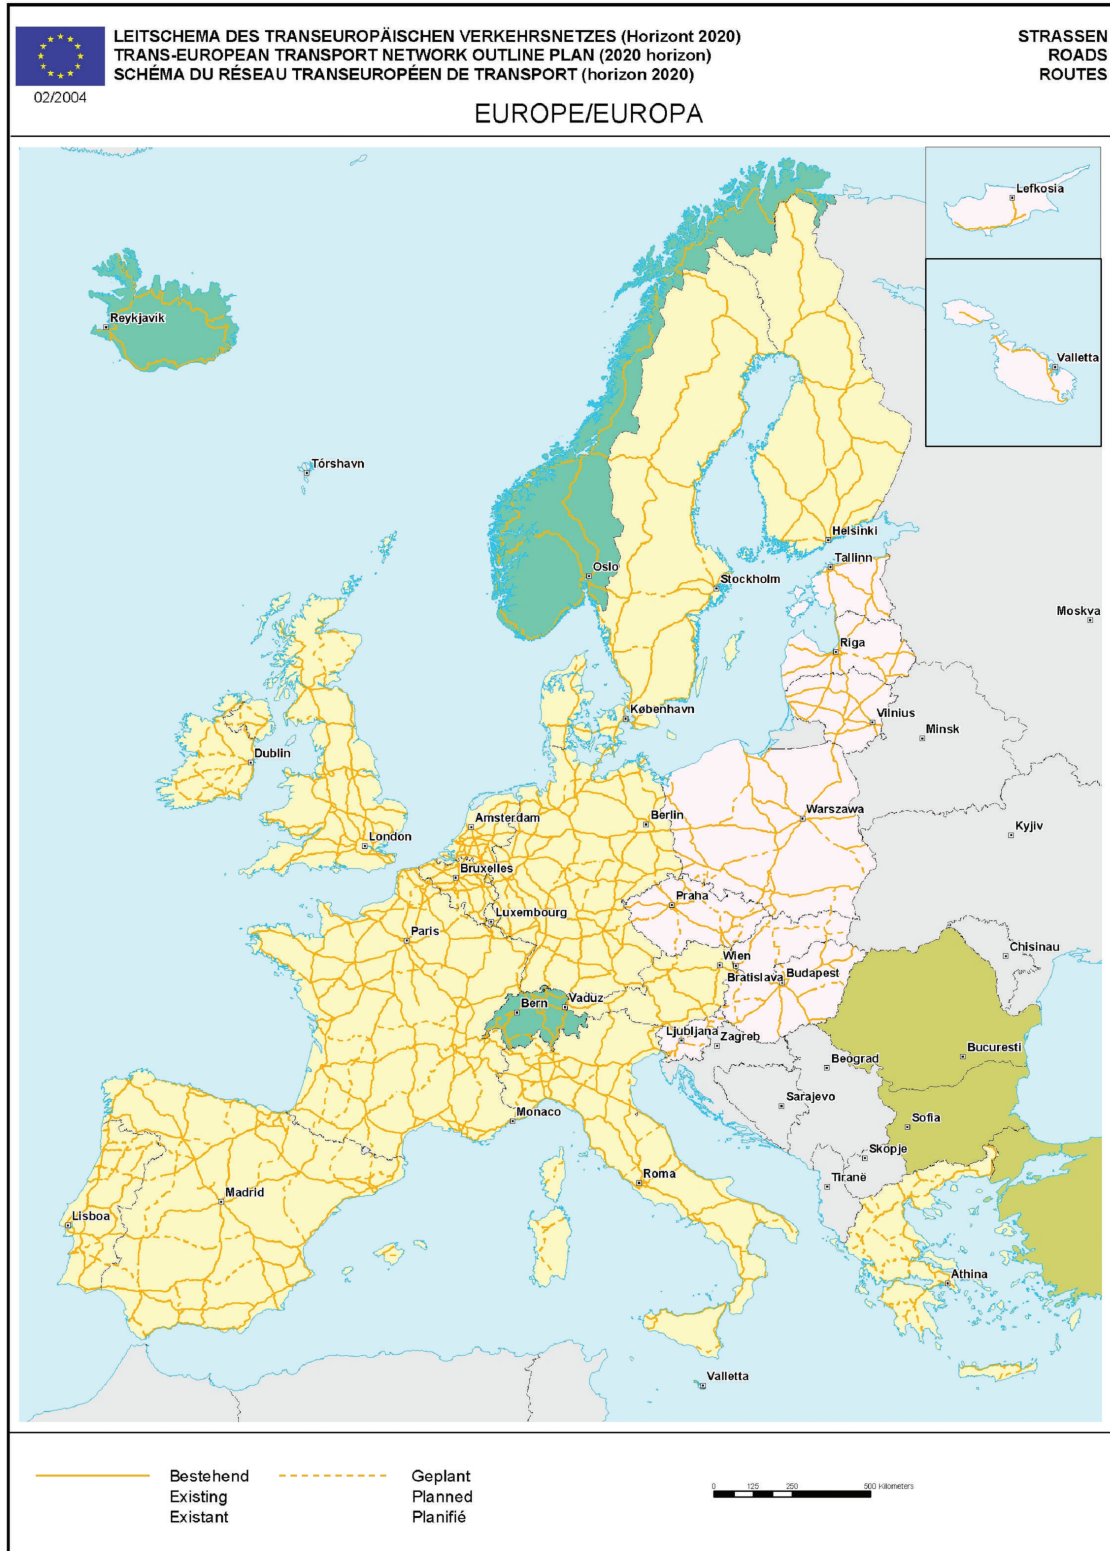 LEITSCHEMA DES TRANSEUROPÄISCHEN VERKEHRSNETZES (Horizont 2020)
TRANS-EUROPEAN TRANSPORT NETWORK OUTLINE PLAN (2020 horizon)
SCHÉMA DU RÉSEAU TRANSEUROPÉEN DE TRANSPORT (horizon 2020)
STRASSEN
ROADS
ROUTES
02/2004
EUROPE/EUROPA
Lefkosia
Reykjavik
Valletta
Tórshavn
Helsinki
Tallinn
Oslo
Stockholm
Moskva
Riga
København
Vilnius
Minsk
Dublin
Amsterdam
Berlin
Warszawa
London
Kyjiv
Bruxelles
Praha
Luxembourg
Paris
Chisinau
Wien
Bratislava
Budapest
Bern
Vaduz
Ljubljana
Zagreb
Bucuresti
Beograd
Sarajevo
Monaco
Sofia
Skopje
Roma
Tiranë
Madrid
Lisboa
Athina
Valletta
Bestehend
Existing
Existant
Geplant
Planned
Planifié
0 125 250 500 Kilometers